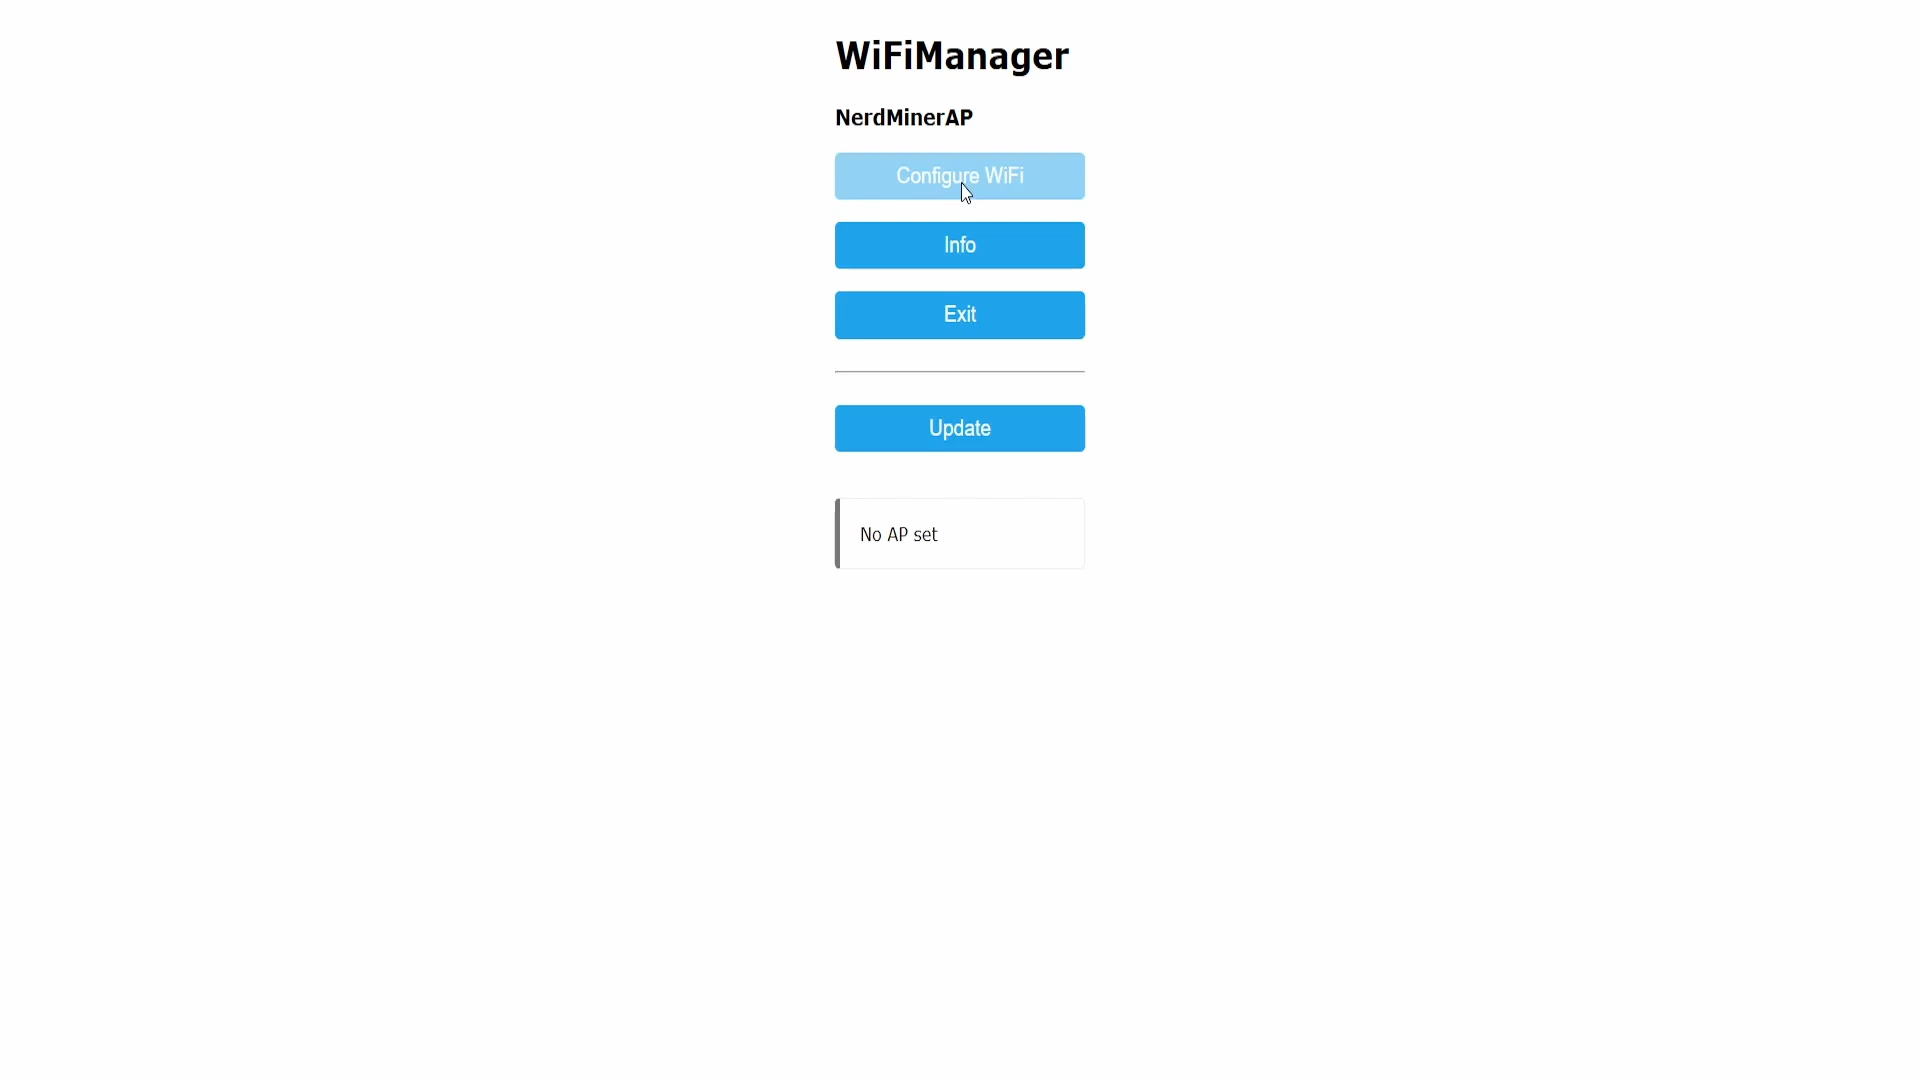 WiFiManager
NerdMinerAP
Configure WiFi
Info
Exit
Update
No AP set